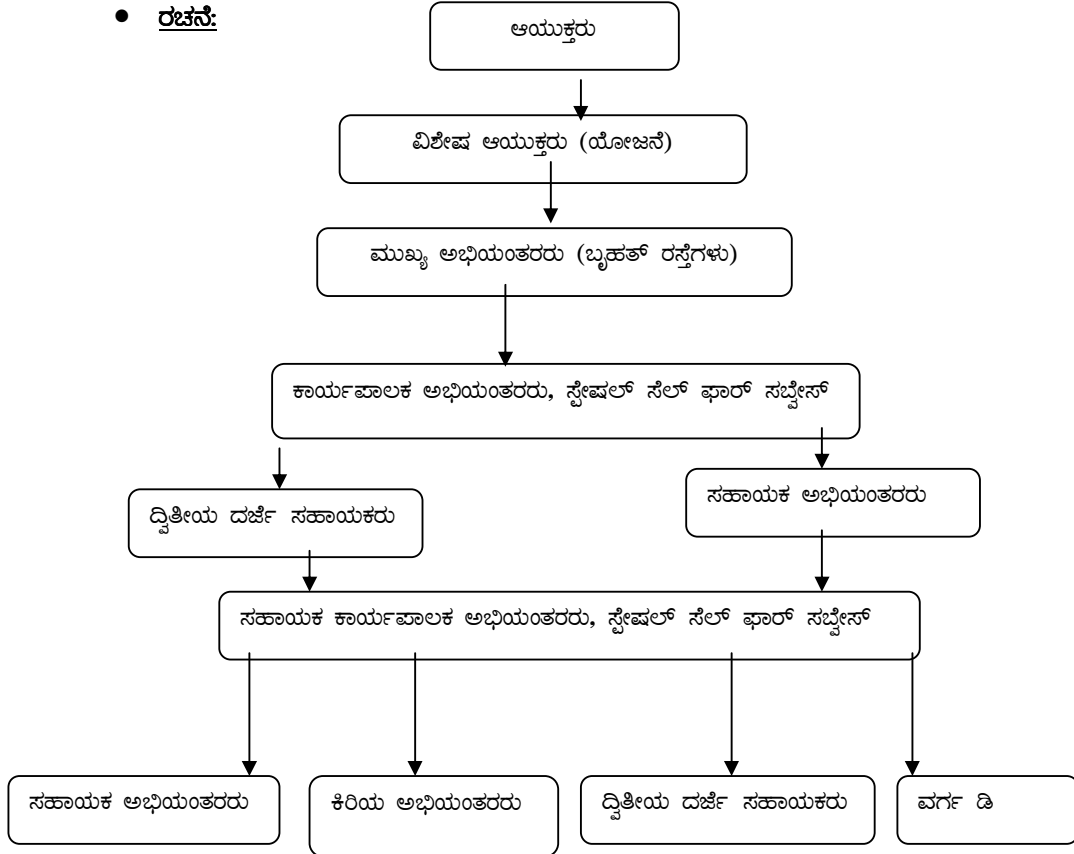 • ರಚನೆ:
ಆಯುಕ್ತರು
ವಿಶೇಷ ಆಯುಕ್ತರು (ಯೋಜನೆ)
ಮುಖ್ಯ ಅಭಿಯಂತರರು (ಬೃಹತ್ ರಸ್ತೆಗಳು)
ಕಾರ್ಯಪಾಲಕ ಅಭಿಯಂತರರು, ಸ್ಪೇಷಲ್ ಸೆಲ್ ಫಾರ್ ಸಬ್ವೇಸ್
ದ್ವಿತೀಯ ದರ್ಜೆ ಸಹಾಯಕರು
ಸಹಾಯಕ ಅಭಿಯಂತರರು
ಸಹಾಯಕ ಕಾರ್ಯಪಾಲಕ ಅಭಿಯಂತರರು, ಸ್ಪೇಷಲ್ ಸೆಲ್ ಫಾರ್ ಸಬ್ವೇಸ್
ಸಹಾಯಕ ಅಭಿಯಂತರರು
ಕಿರಿಯ ಅಭಿಯಂತರರು
ದ್ವಿತೀಯ ದರ್ಜೆ ಸಹಾಯಕರು
ವರ್ಗ ಡಿ